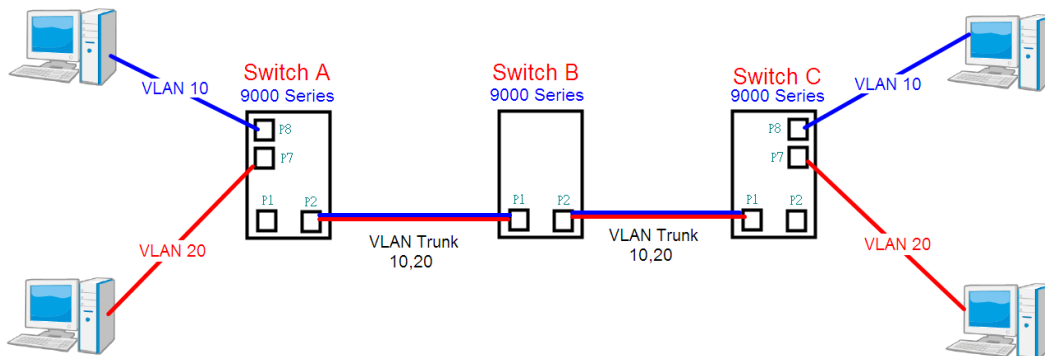 Switch A
9000 Series
Switch B
9000 Series
Switch C
9000 Series
VLAN 10
VLAN 10
P8
P7
P1
P2
P1
P2
P8
P7
P1
P2
VLAN 20
VLAN Trunk
10,20
VLAN Trunk
10,20
VLAN 20